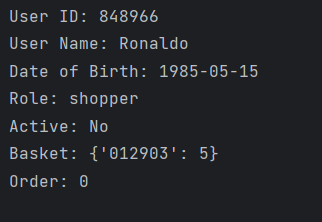 User ID: 848966
User Name: Ronaldo
Date of Birth: 1985-05-15
Role: shopper
Active: No
Basket: {'012903': 5}
Order: 0